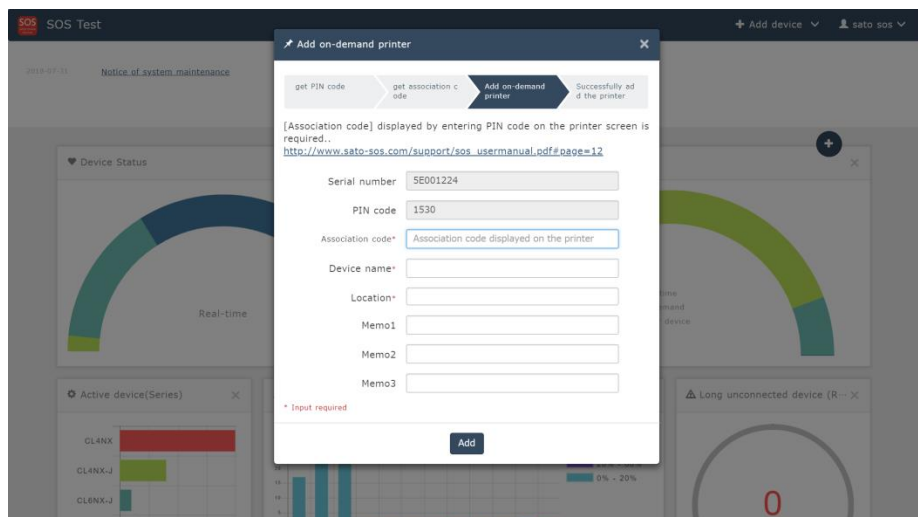 SOS SOS Test
Add device
sato sos
2018-07-31 Notice of system maintenance
Add on-demand printer
get PIN code
get association c
ode
Add on-demand
printer
Successfully ad
d the printer
[Association code] displayed by entering PIN code on the printer screen is
required..
http://www.sato-sos.com/support/sos_usermanual.pdf#page=12
Serial number 5E001224
PIN code 1530
Association code* Association code displayed on the printer
Device name*
Location*
Memo1
Memo2
Memo3
* Input required
Add
Device Status
Real-time
device
Active device(Series)
CL4NX
CL4NX-J
CL6NX-J
0% - 20%
Long unconnected device (R...
0